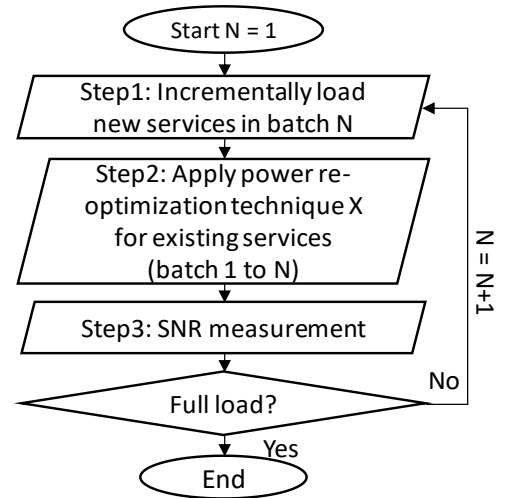 Start N = 1
Step1: Incrementally load
new services in batch N
Step2: Apply power re-
optimization technique X
for existing services
(batch 1 to N)
N = N+1
Step3: SNR measurement
No
Full load?
Yes
End